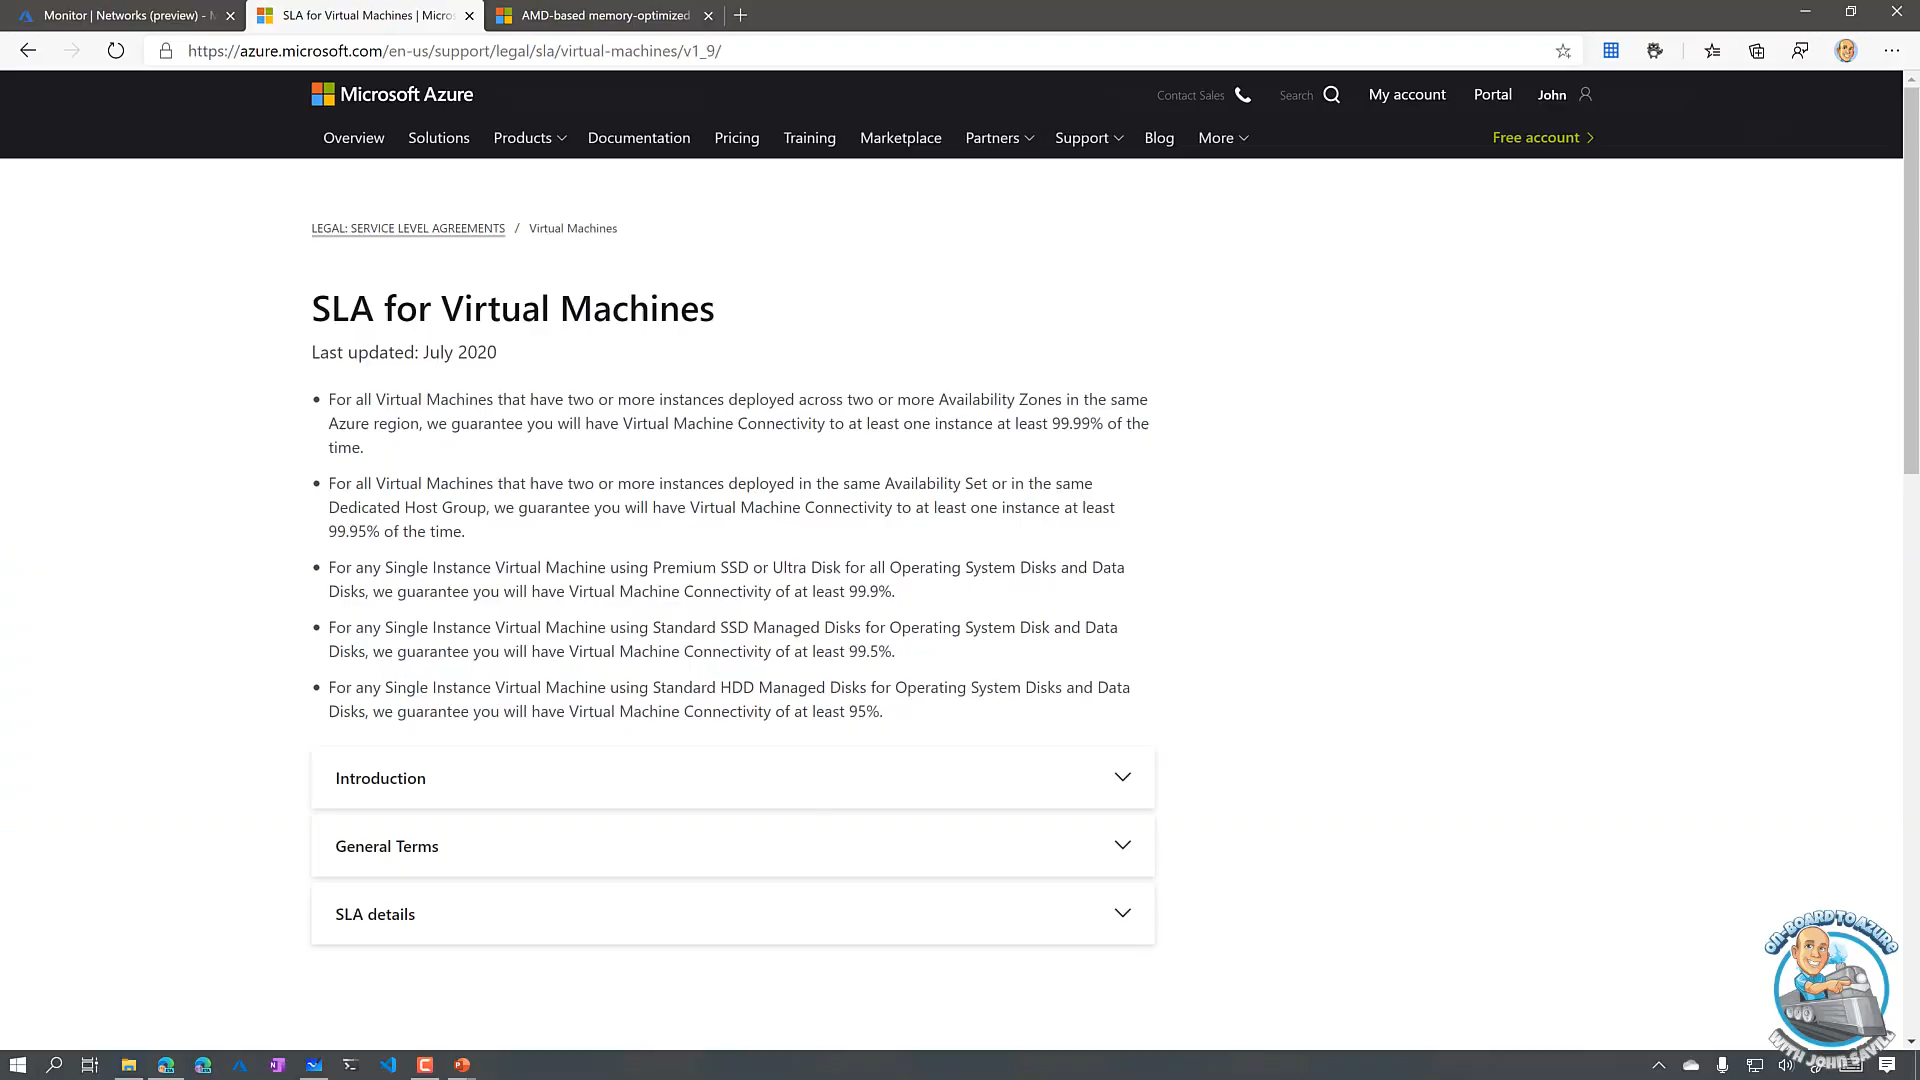 Monitor | Networks (preview) -
SLA for Virtual Machines | Micros
AMD-based memory-optimized
https://azure.microsoft.com/en-us/support/legal/sla/virtual-machines/v1_9/
Microsoft Azure
Contact Sales
Search
My account
Portal
John
Overview
Solutions
Products
Documentation
Pricing
Training
Marketplace
Partners
Support
Blog
More
Free account
LEGAL: SERVICE LEVEL AGREEMENTS / Virtual Machines
SLA for Virtual Machines
Last updated: July 2020
• For all Virtual Machines that have two or more instances deployed across two or more Availability Zones in the same
Azure region, we guarantee you will have Virtual Machine Connectivity to at least one instance at least 99.99% of the
time.
• For all Virtual Machines that have two or more instances deployed in the same Availability Set or in the same
Dedicated Host Group, we guarantee you will have Virtual Machine Connectivity to at least one instance at least
99.95% of the time.
• For any Single Instance Virtual Machine using Premium SSD or Ultra Disk for all Operating System Disks and Data
Disks, we guarantee you will have Virtual Machine Connectivity of at least 99.9%.
• For any Single Instance Virtual Machine using Standard SSD Managed Disks for Operating System Disk and Data
Disks, we guarantee you will have Virtual Machine Connectivity of at least 99.5%.
• For any Single Instance Virtual Machine using Standard HDD Managed Disks for Operating System Disks and Data
Disks, we guarantee you will have Virtual Machine Connectivity of at least 95%.
Introduction
General Terms
SLA details
ON-BOARD TO AZURE
WITH JOHN SAVILL